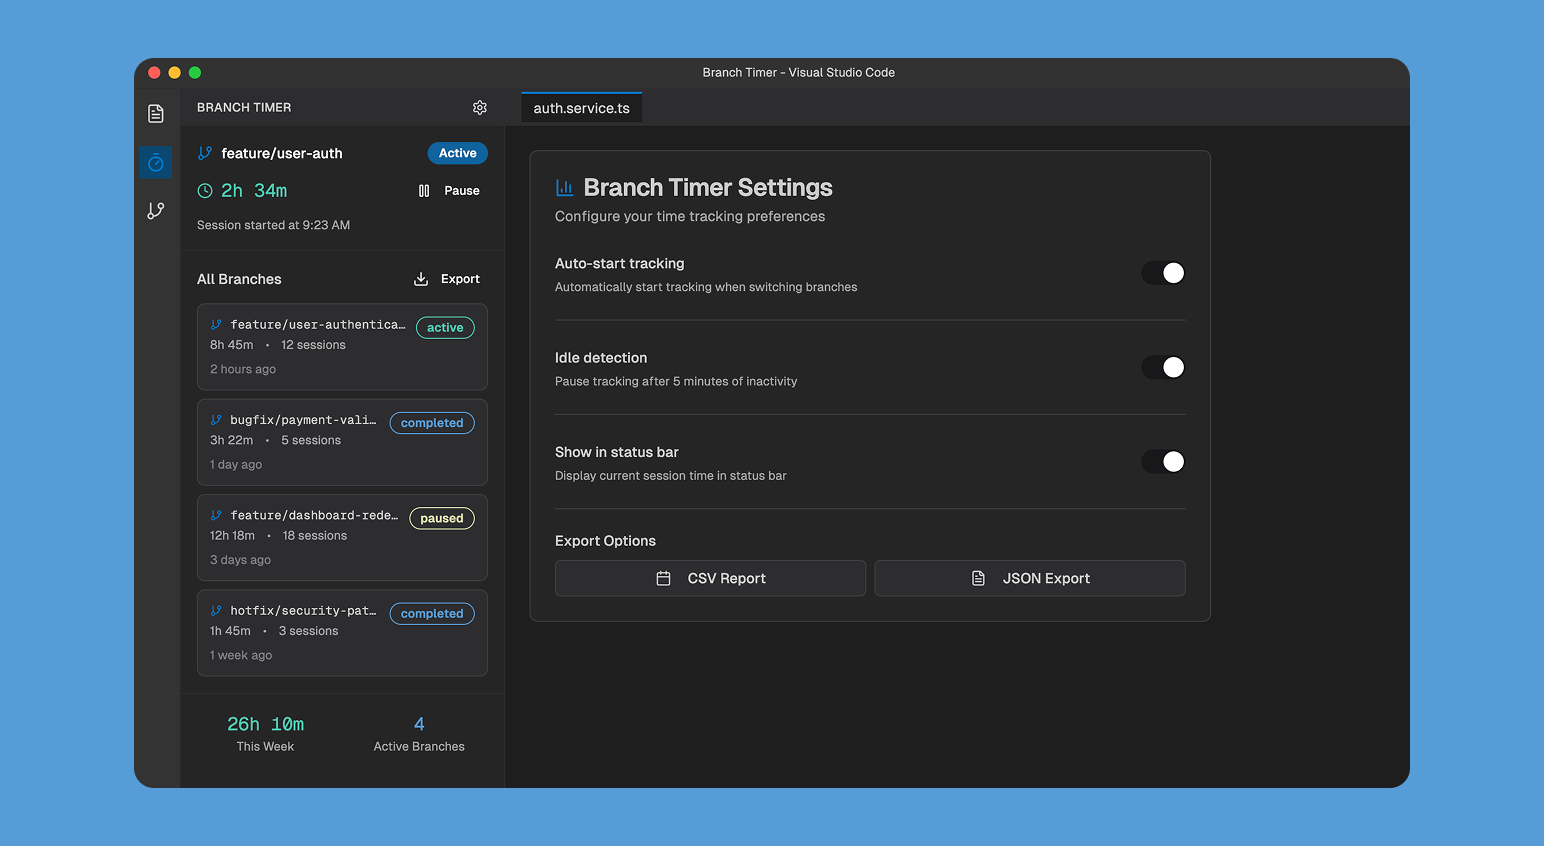 Branch Timer - Visual Studio Code
BRANCH TIMER
feature/user-auth
Active
2h 34m
Pause
Session started at 9:23 AM
All Branches
Export
feature/user-authentica…
active
8h 45m • 12 sessions
2 hours ago
bugfix/payment-vali…
completed
3h 22m • 5 sessions
1 day ago
feature/dashboard-rede…
paused
12h 18m • 18 sessions
3 days ago
hotfix/security-pat…
completed
1h 45m • 3 sessions
1 week ago
26h 10m
This Week
4
Active Branches
auth.service.ts
Branch Timer Settings
Configure your time tracking preferences
Auto-start tracking
Automatically start tracking when switching branches
Idle detection
Pause tracking after 5 minutes of inactivity
Show in status bar
Display current session time in status bar
Export Options
CSV Report
JSON Export